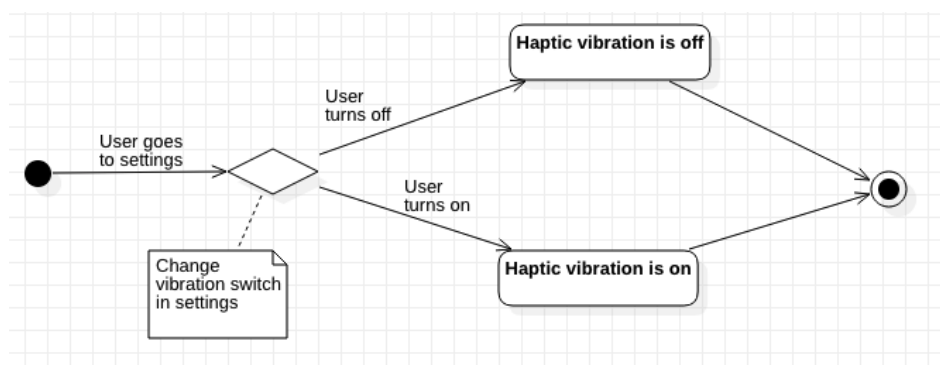 Haptic vibration is off
User
turns off
User goes
to settings
User
turns on
Change
vibration switch
in settings
Haptic vibration is on